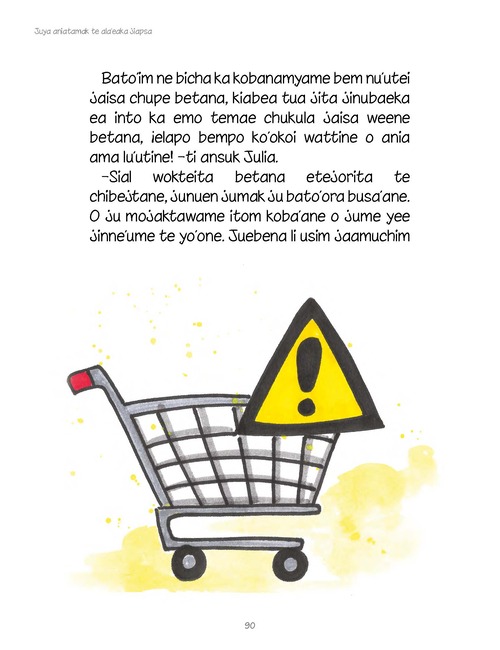 Juya aniatamak te ala'eaka Siapsa
Bato'im ne bicha ka kobanamyame bem nu'utei
jaisa chupe betana, kiabea tua jita jinubaeka
ea into ka emo temae chukula jaisa weene
betana, ¡elapo bempo ko'okoi wattine o ania
ama lu'utine! –ti ansuk Julia.
–Sial wokteita betana etejorita te
chibejtane, junuen jumak ju bato'ora busa'ane.
O ju mojaktawame itom koba'ane o jume yee
jinne'ume te yo'one. Juebena li usim jaamuchim
90